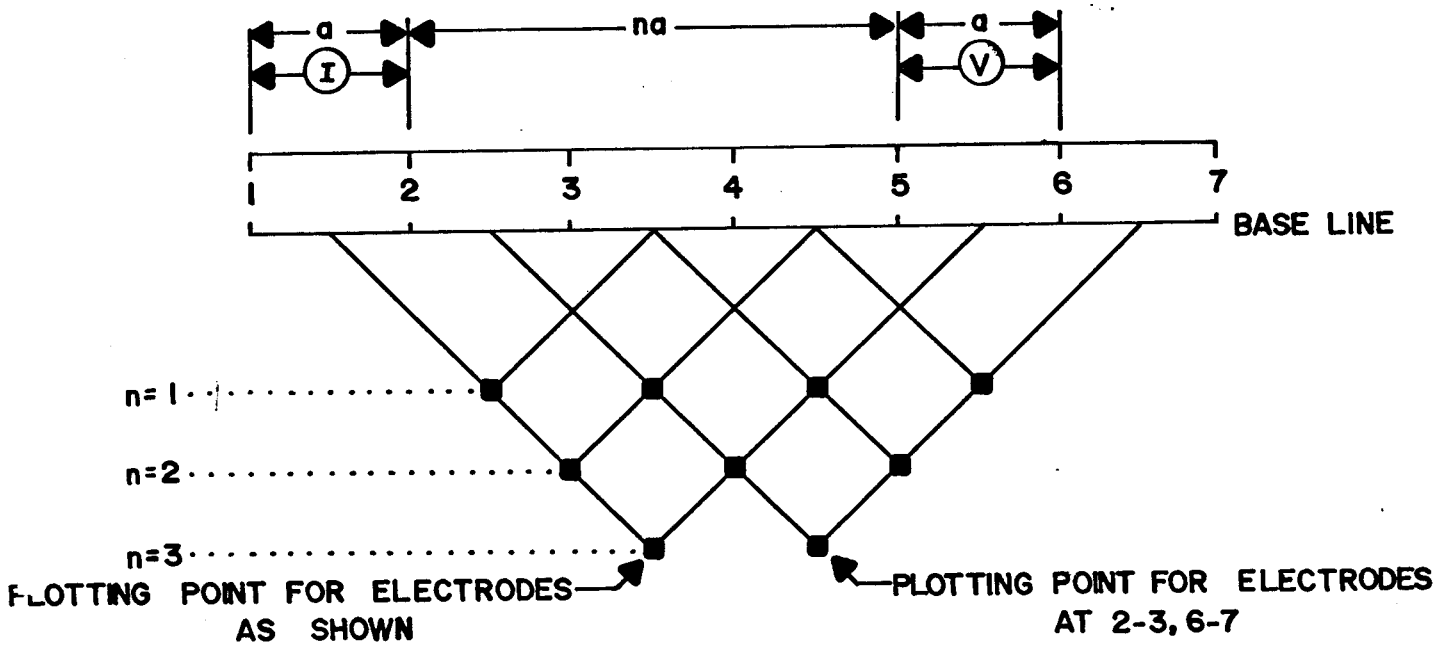 a na a
I V
1 2 3 4 5 6 7
BASE LINE
n=1
n=2
n=3
PLOTTING POINT FOR ELECTRODES
AS SHOWN
PLOTTING POINT FOR ELECTRODES
AT 2-3, 6-7